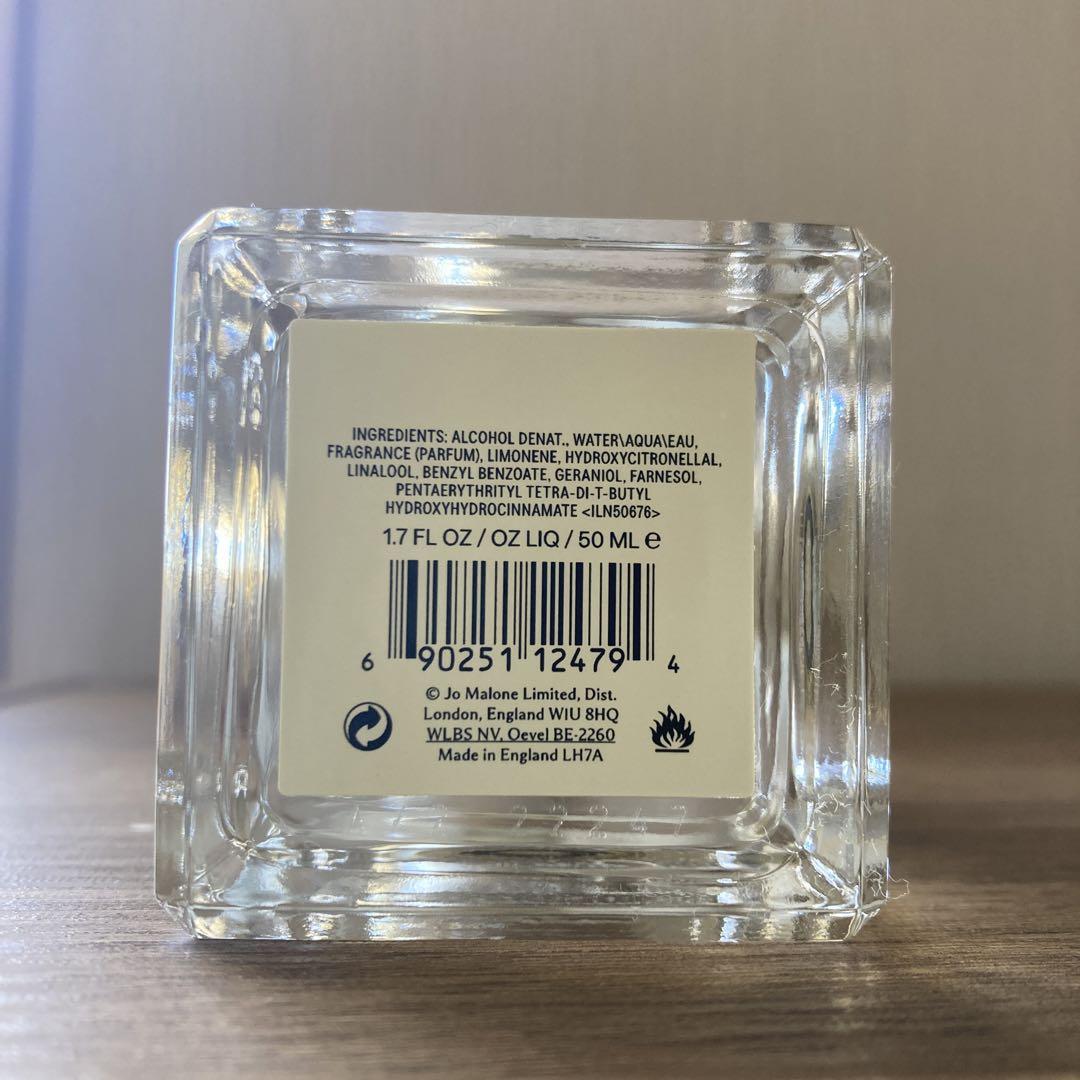 INGREDIENTS: ALCOHOL DENAT., WATER\AQUA\EAU,
FRAGRANCE (PARFUM), LIMONENE, HYDROXYCITRONELLAL,
LINALOOL, BENZYL BENZOATE, GERANIOL, FARNESOL,
PENTAERYTHRITYL TETRA-DI-T-BUTYL
HYDROXYHYDROCINNAMATE <ILN50676>
1.7 FL OZ / OZ LIQ / 50 ML e
6 90251 12479 4
© Jo Malone Limited, Dist.
London, England W1U 8HQ
WLBS NV. Oevel BE-2260
Made in England LH7A